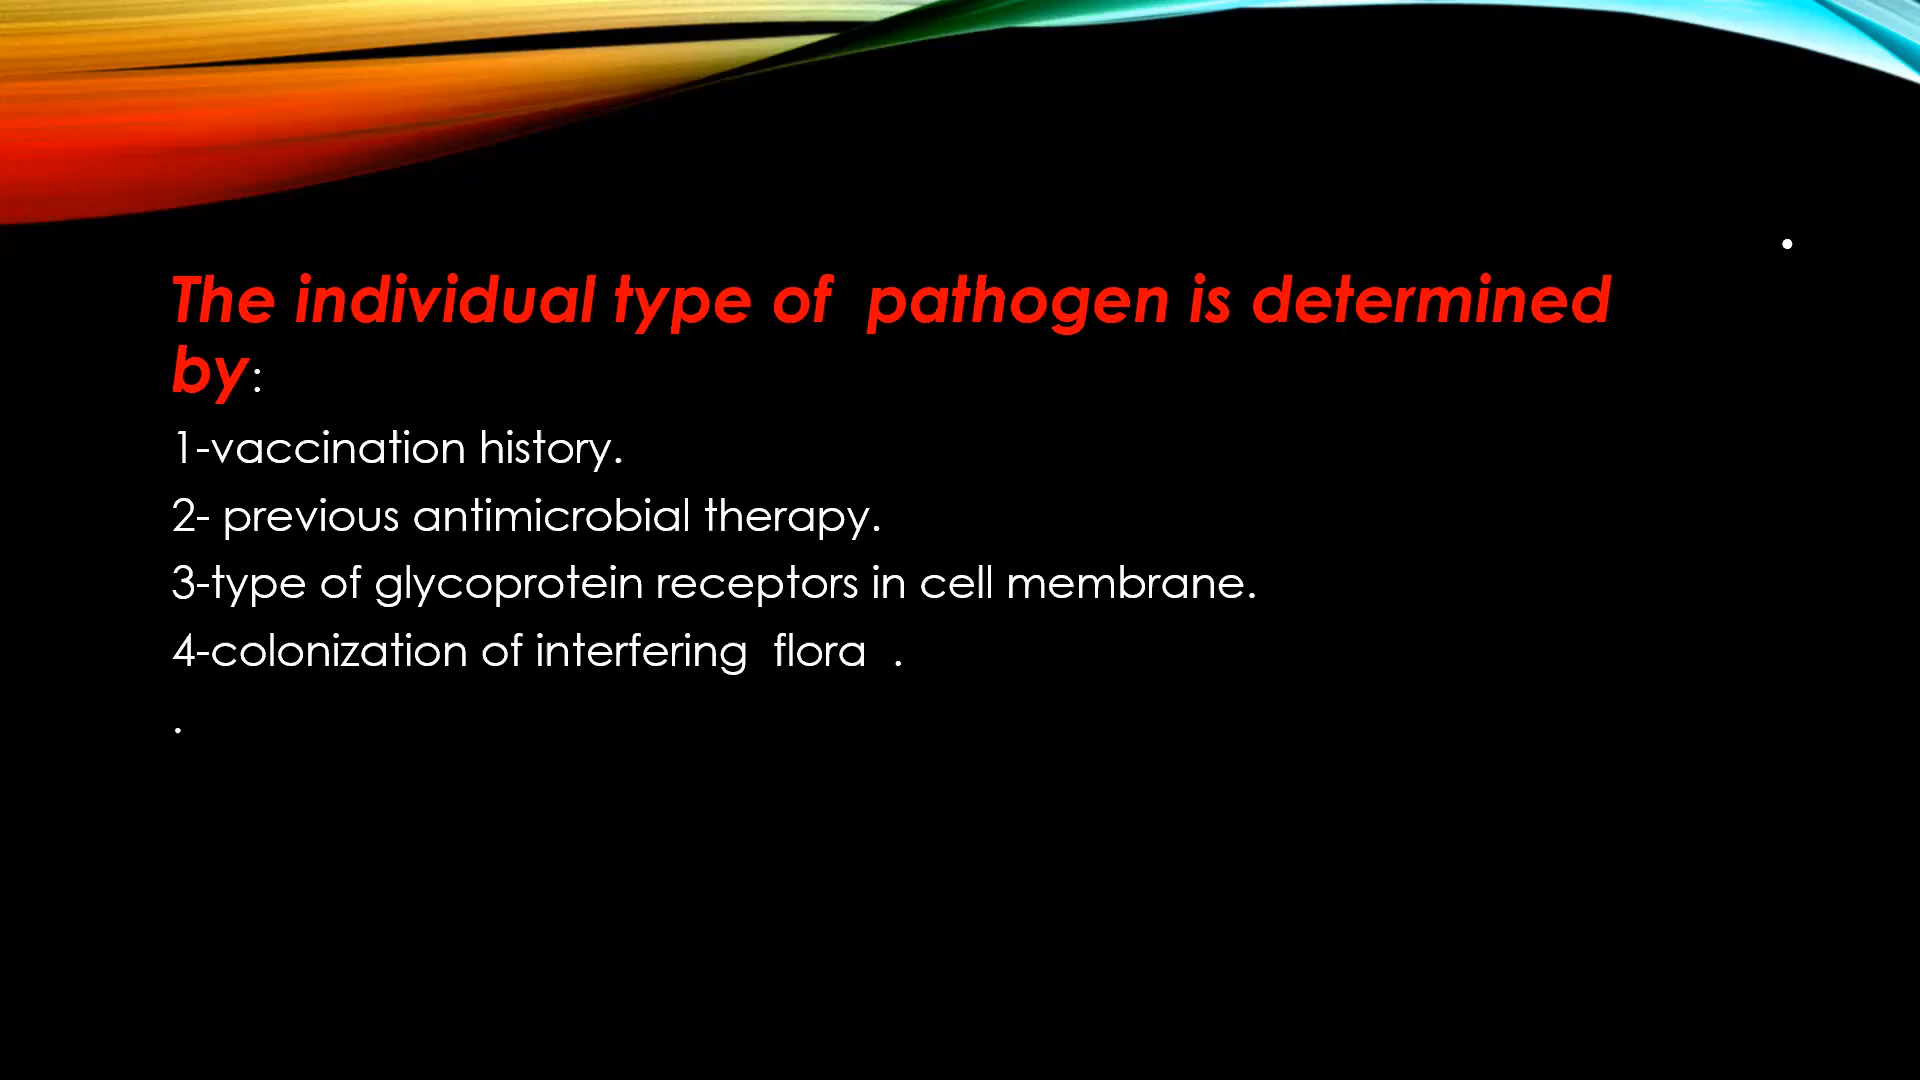 The individual type of  pathogen is determined
by:
1-vaccination history.
2- previous antimicrobial therapy.
3-type of glycoprotein receptors in cell membrane.
4-colonization of interfering  flora  .
.